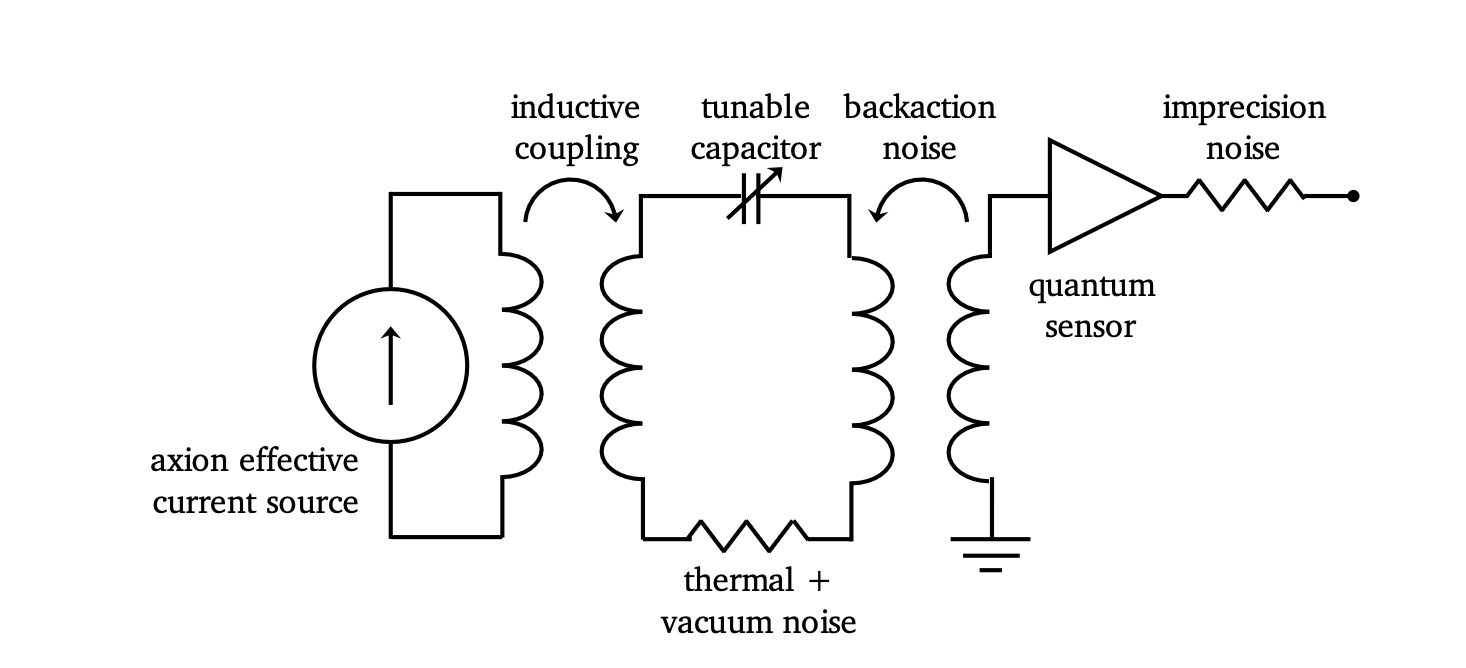 inductive
coupling
tunable
capacitor
backaction
noise
imprecision
noise
quantum
sensor
axion effective
current source
thermal +
vacuum noise